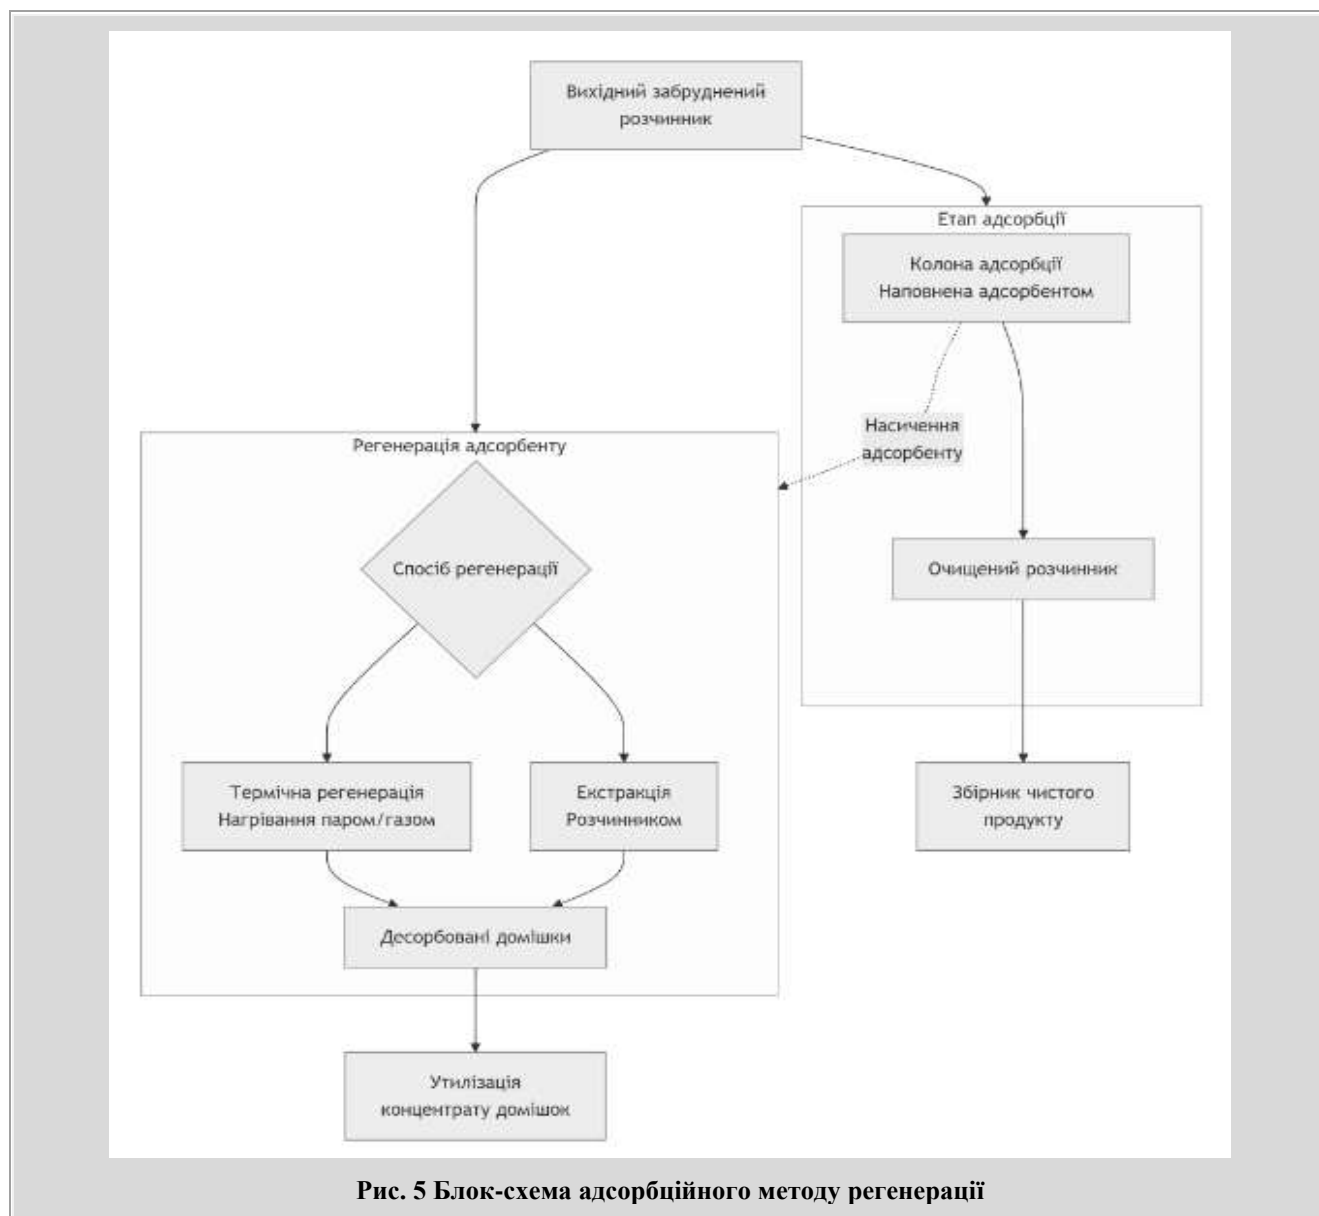 Вихідний забруднений
розчинник
Етап адсорбції
Колона адсорбції
Наповнена адсорбентом
Насичення
адсорбенту
Регенерація адсорбенту
Спосіб регенерації
Очищений розчинник
Термічна регенерація
Нагрівання паром/газом
Екстракція
Розчинником
Збірник чистого
продукту
Десорбовані домішки
Утилізація
концентрату домішок
Рис. 5 Блок-схема адсорбційного методу регенерації